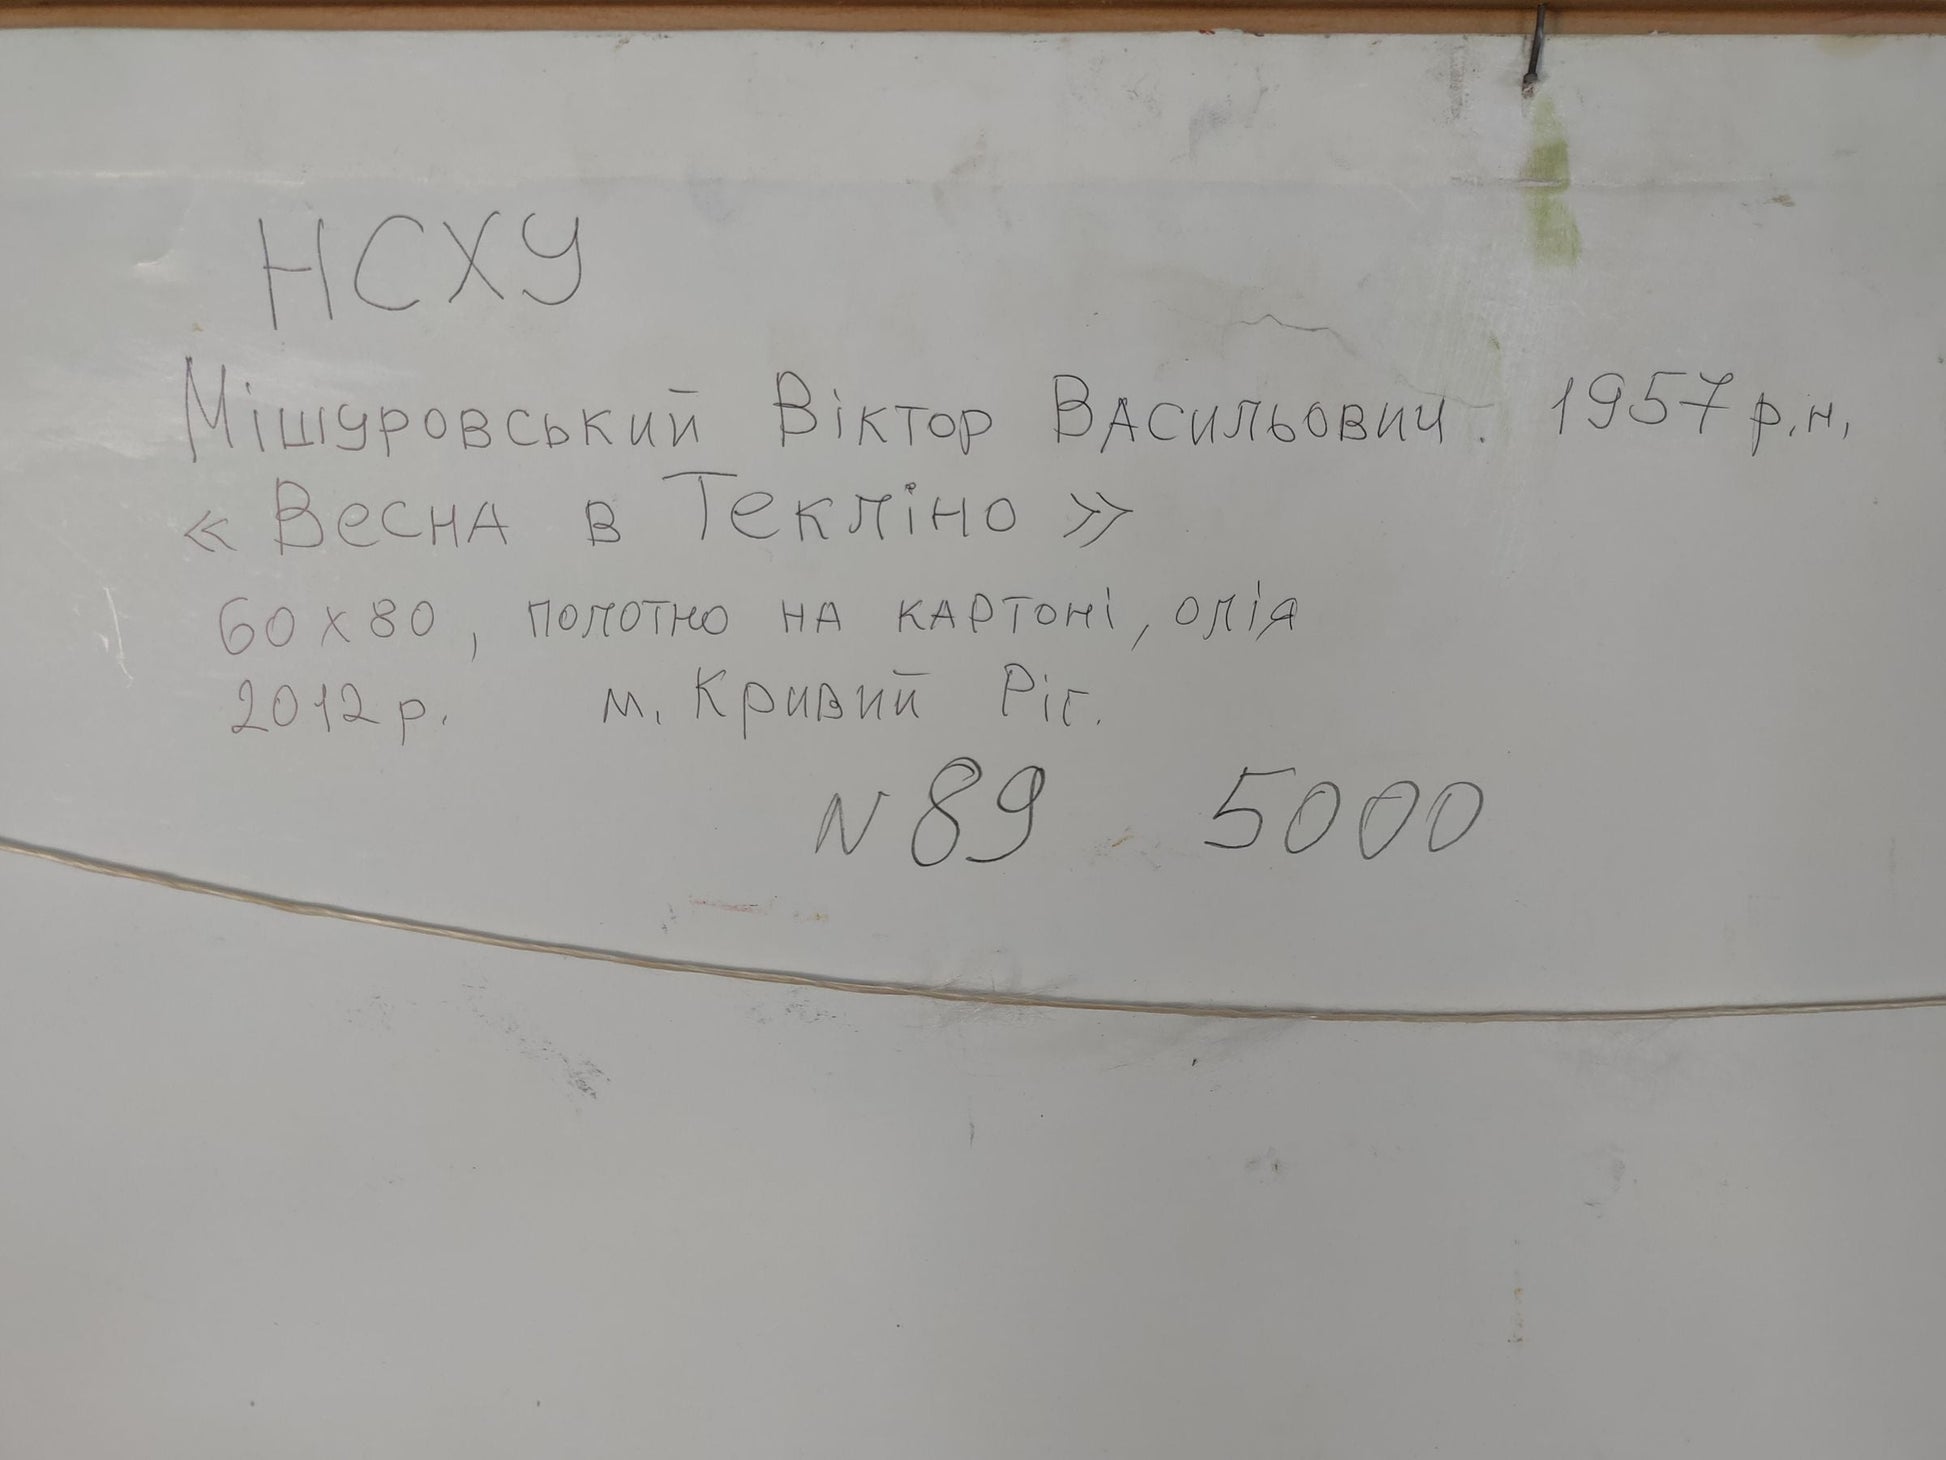 НСХУ
Мішуровський Віктор Васильович. 1957 р.н.
« Весна в Текліно »
60 х 80, полотно на картоні, олія
2012 р. м. Кривий Ріг.
N 89 5000